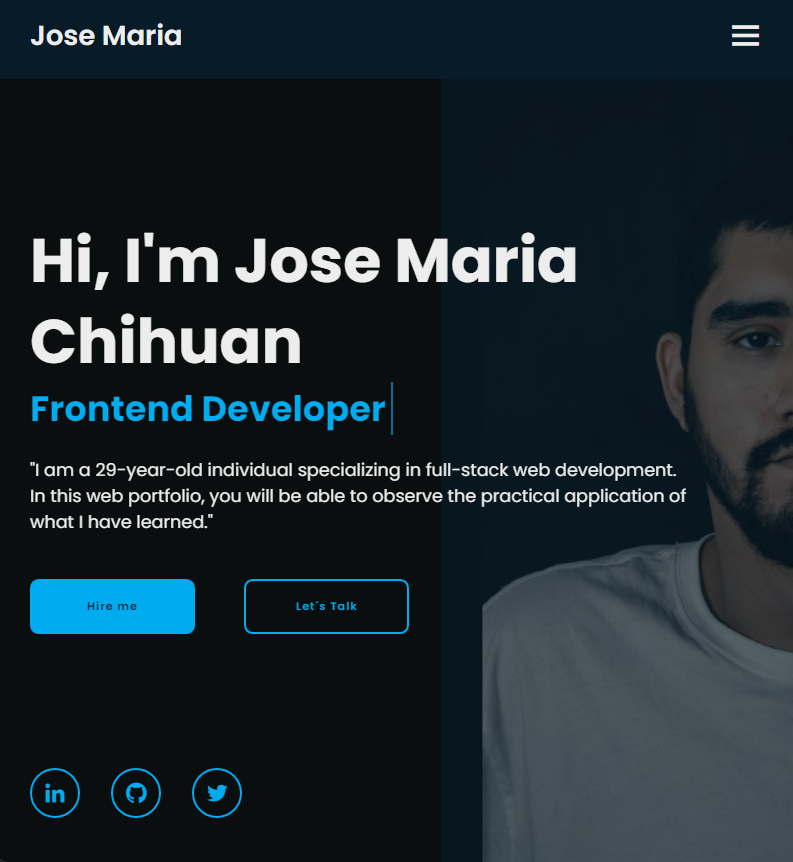 Jose Maria
Hi, I'm Jose Maria
Chihuan
Frontend Developer
"I am a 29-year-old individual specializing in full-stack web development.
In this web portfolio, you will be able to observe the practical application of
what I have learned."
Hire me
Let´s Talk
in